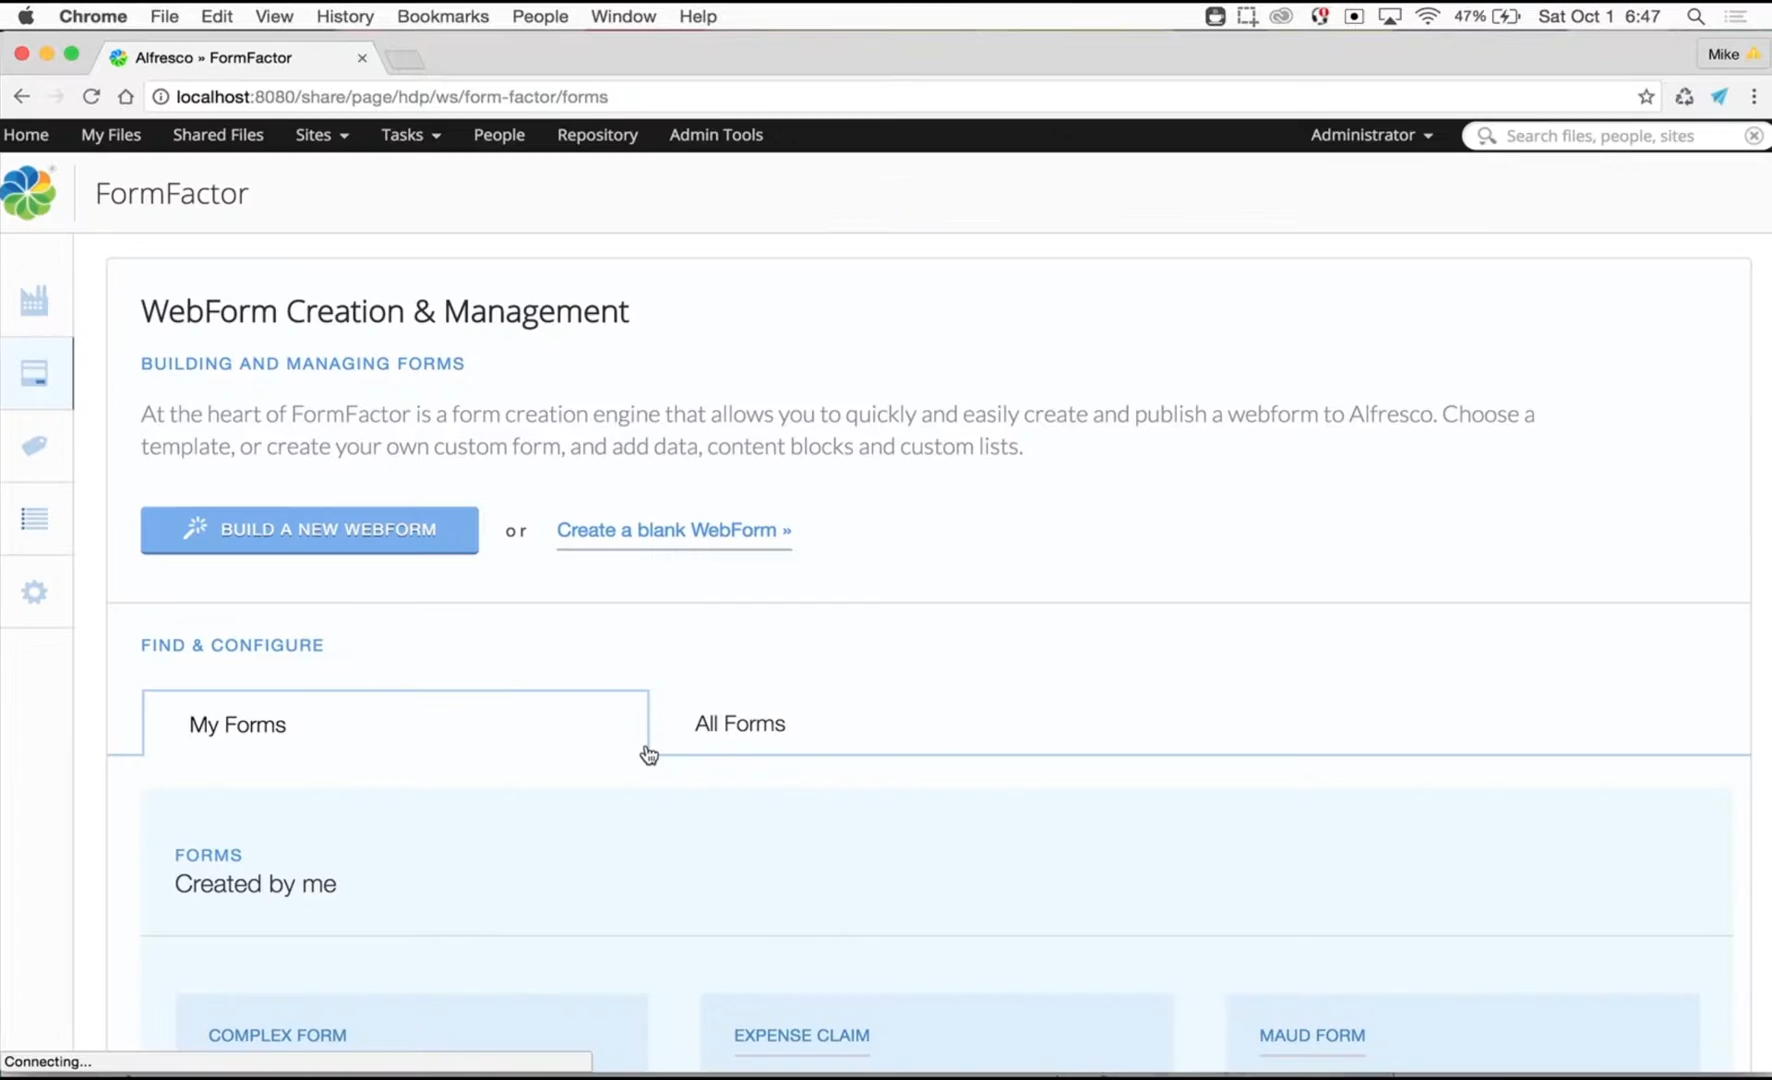 Chrome File Edit View History Bookmarks People Window Help 47% Sat Oct 1 6:47
Alfresco » FormFactor Mike
localhost:8080/share/page/hdp/ws/form-factor/forms
Home My Files Shared Files Sites Tasks People Repository Admin Tools Administrator Search files, people, sites
FormFactor
WebForm Creation & Management
BUILDING AND MANAGING FORMS
At the heart of FormFactor is a form creation engine that allows you to quickly and easily create and publish a webform to Alfresco. Choose a
template, or create your own custom form, and add data, content blocks and custom lists.
BUILD A NEW WEBFORM or Create a blank WebForm »
FIND & CONFIGURE
My Forms All Forms
FORMS
Created by me
COMPLEX FORM EXPENSE CLAIM MAUD FORM
Connecting...